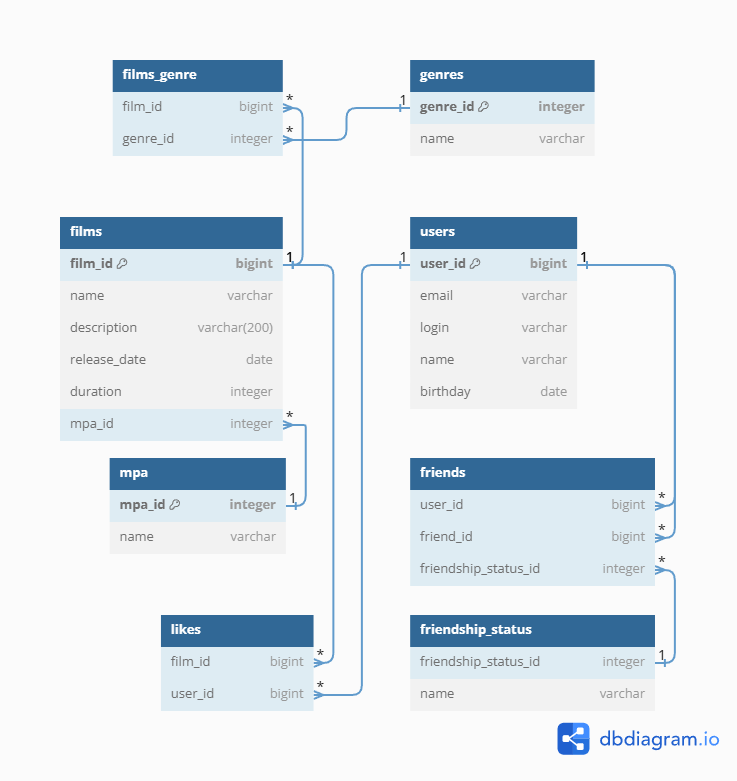 films_genre
* film_id bigint
* genre_id integer
genres
1 genre_id integer
name varchar
films
film_id bigint 1
name varchar
description varchar(200)
release_date date
duration integer
mpa_id integer *
users
1 user_id bigint 1
email varchar
login varchar
name varchar
birthday date
mpa
mpa_id integer 1
name varchar
friends
user_id bigint *
friend_id bigint *
friendship_status_id integer *
likes
film_id bigint *
user_id bigint *
friendship_status
friendship_status_id integer 1
name varchar
dbdiagram.io